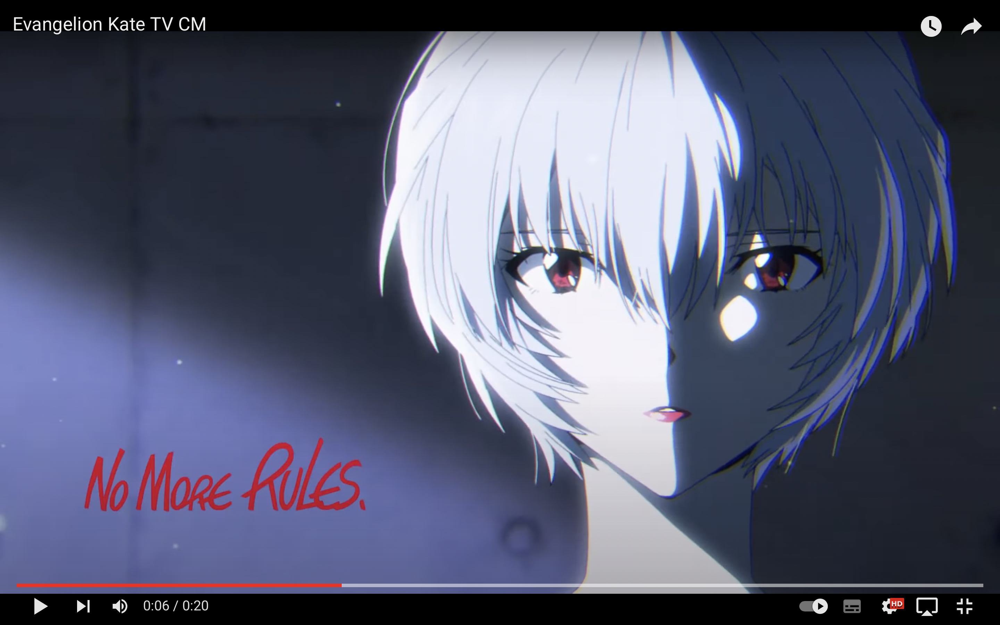 Evangelion Kate TV CM
NO MORE RULES.
0:06 / 0:20
HD